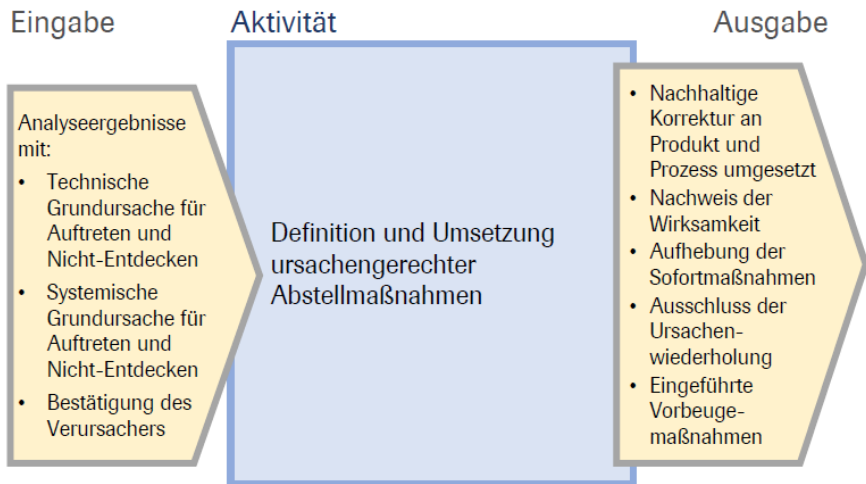 Eingabe
Aktivität
Ausgabe
Analyseergebnisse
mit:
• Technische
Grundursache für
Auftreten und
Nicht-Entdecken
• Systemische
Grundursache für
Auftreten und
Nicht-Entdecken
• Bestätigung des
Verursachers
Definition und Umsetzung
ursachengerechter
Abstellmaßnahmen
• Nachhaltige
Korrektur an
Produkt und
Prozess umgesetzt
• Nachweis der
Wirksamkeit
• Aufhebung der
Sofortmaßnahmen
• Ausschluss der
Ursachen-
wiederholung
• Eingeführte
Vorbeuge-
maßnahmen